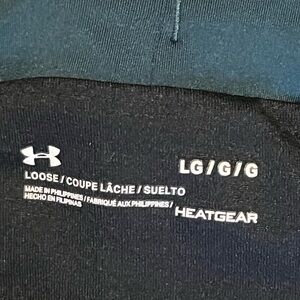 LG/G/G
LOOSE / COUPE LÂCHE / SUELTO
MADE IN PHILIPPINES / FABRIQUÉ AUX PHILIPPINES /
HECHO EN FILIPINAS
HEATGEAR